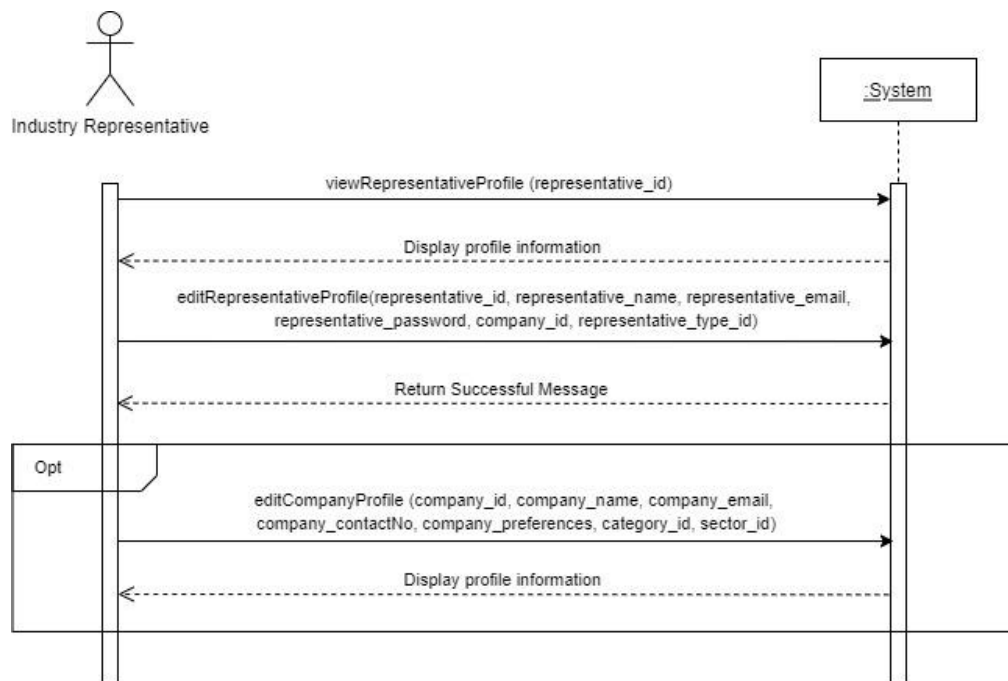 :System
Industry Representative
viewRepresentativeProfile (representative_id)
Display profile information
editRepresentativeProfile(representative_id, representative_name, representative_email,
representative_password, company_id, representative_type_id)
Return Successful Message
Opt
editCompanyProfile (company_id, company_name, company_email,
company_contactNo, company_preferences, category_id, sector_id)
Display profile information